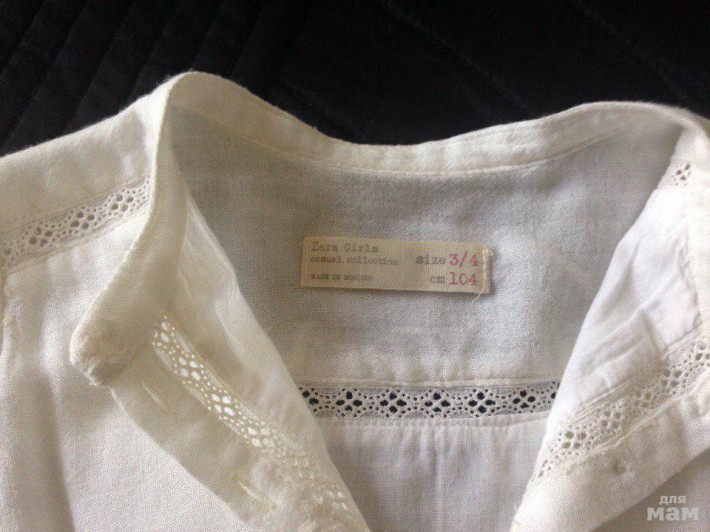 Zara Girls
casual collection
MADE IN MOROCCO
size 3/4
cm 104
для
мам